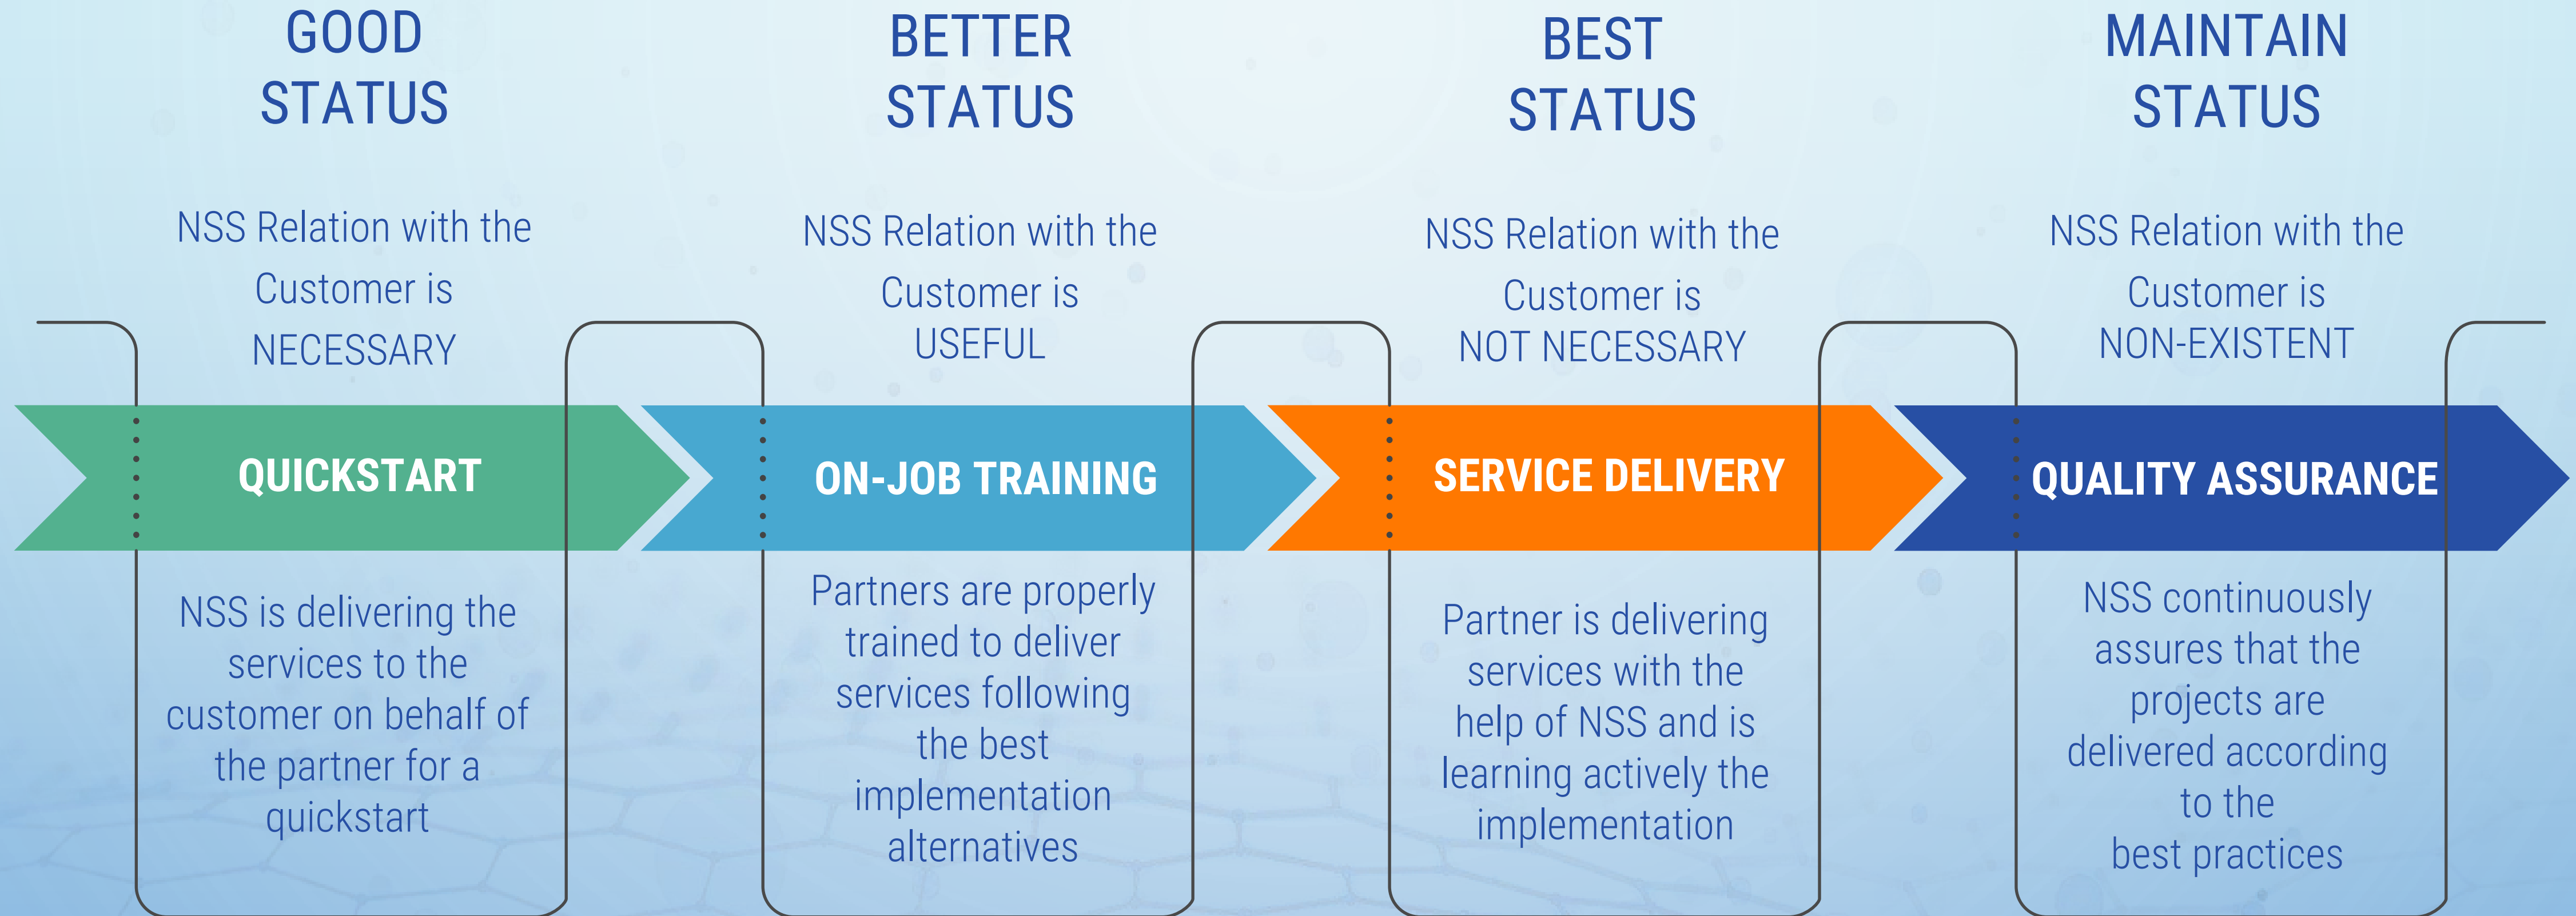 GOOD
STATUS
NSS Relation with the
Customer is
NECESSARY
QUICKSTART
NSS is delivering the
services to the
customer on behalf of
the partner for a
quickstart
BETTER
STATUS
NSS Relation with the
Customer is
USEFUL
ON-JOB TRAINING
Partners are properly
trained to deliver
services following
the best
implementation
alternatives
BEST
STATUS
NSS Relation with the
Customer is
NOT NECESSARY
SERVICE DELIVERY
Partner is delivering
services with the
help of NSS and is
learning actively the
implementation
MAINTAIN
STATUS
NSS Relation with the
Customer is
NON-EXISTENT
QUALITY ASSURANCE
NSS continuously
assures that the
projects are
delivered according
to the
best practices